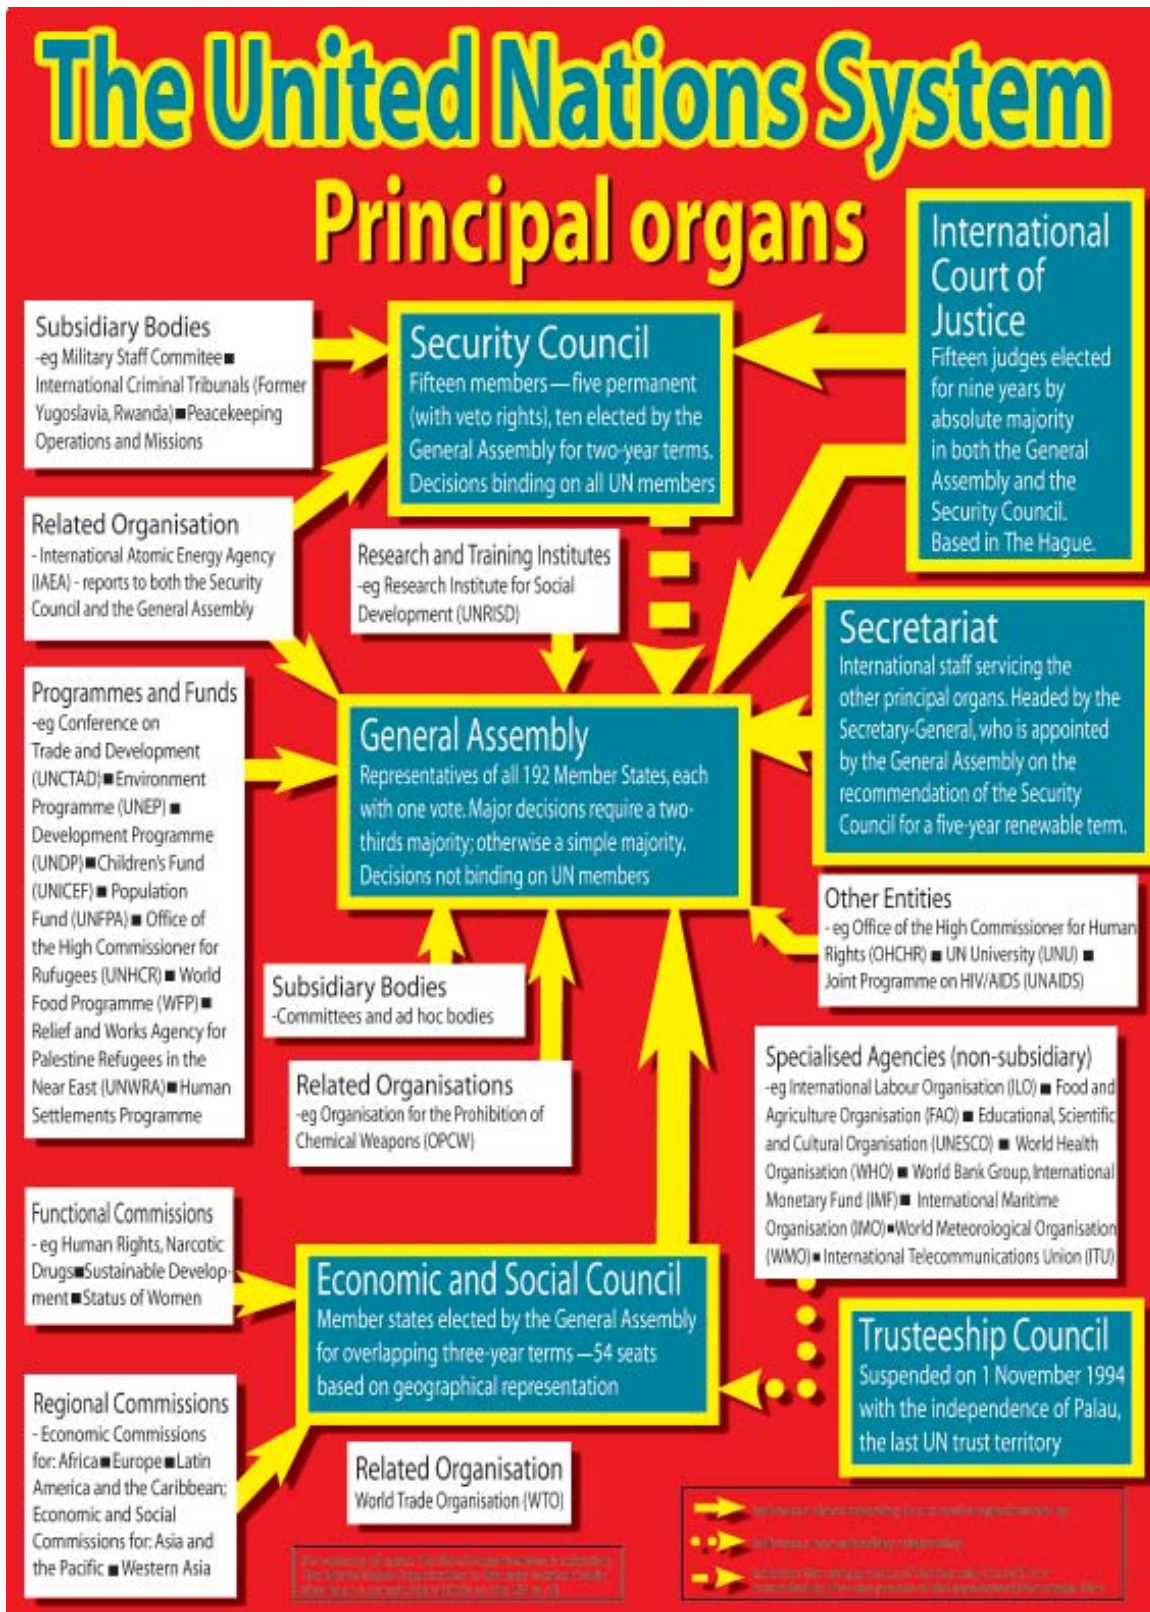 The United Nations System
Principal organs
International
Court of
Justice
Fifteen judges elected
for nine years by
absolute majority
in both the General
Assembly and the
Security Council.
Based in The Hague.
Subsidiary Bodies
-eg Military Staff Commitee■
International Criminal Tribunals (Former
Yugoslavia, Rwanda)■Peacekeeping
Operations and Missions
Security Council
Fifteen members—five permanent
(with veto rights), ten elected by the
General Assembly for two-year terms.
Decisions binding on all UN members
Related Organisation
- International Atomic Energy Agency
(IAEA) - reports to both the Security
Council and the General Assembly
Research and Training Institutes
-eg Research Institute for Social
Development (UNRISD)
Secretariat
International staff servicing the
other principal organs. Headed by the
Secretary-General, who is appointed
by the General Assembly on the
recommendation of the Security
Council for a five-year renewable term.
Programmes and Funds
-eg Conference on
Trade and Development
(UNCTAD)■Environment
Programme (UNEP) ■
Development Programme
(UNDP)■Children's Fund
(UNICEF)■ Population
Fund (UNFPA)■ Office of
the High Commissioner for
Rufugees (UNHCR)■ World
Food Programme (WFP)■
Relief and Works Agency for
Palestine Refugees in the
Near East (UNWRA)■Human
Settlements Programme
General Assembly
Representatives of all 192 Member States, each
with one vote. Major decisions require a two-
thirds majority; otherwise a simple majority.
Decisions not binding on UN members
Other Entities
- eg Office of the High Commissioner for Human
Rights (OHCHR) ■ UN University (UNU) ■
Joint Programme on HIV/AIDS (UNAIDS)
Subsidiary Bodies
-Committees and ad hoc bodies
Related Organisations
-eg Organisation for the Prohibition of
Chemical Weapons (OPCW)
Specialised Agencies (non-subsidiary)
-eg International Labour Organisation (ILO) ■ Food and
Agriculture Organisation (FAO) ■ Educational, Scientific
and Cultural Organisation (UNESCO) ■ World Health
Organisation (WHO) ■ World Bank Group, International
Monetary Fund (IMF)■ International Maritime
Organisation (IMO)■World Meteorological Organisation
(WMO)■ International Telecommunications Union (ITU)
Functional Commissions
- eg Human Rights, Narcotic
Drugs■Sustainable Develop-
ment■Status of Women
Economic and Social Council
Member states elected by the General Assembly
for overlapping three-year terms —54 seats
based on geographical representation
Trusteeship Council
Suspended on 1 November 1994
with the independence of Palau,
the last UN trust territory
Regional Commissions
- Economic Commissions
for: Africa■Europe■Latin
America and the Caribbean;
Economic and Social
Commissions for: Asia and
the Pacific ■ Western Asia
Related Organisation
World Trade Organisation (WTO)